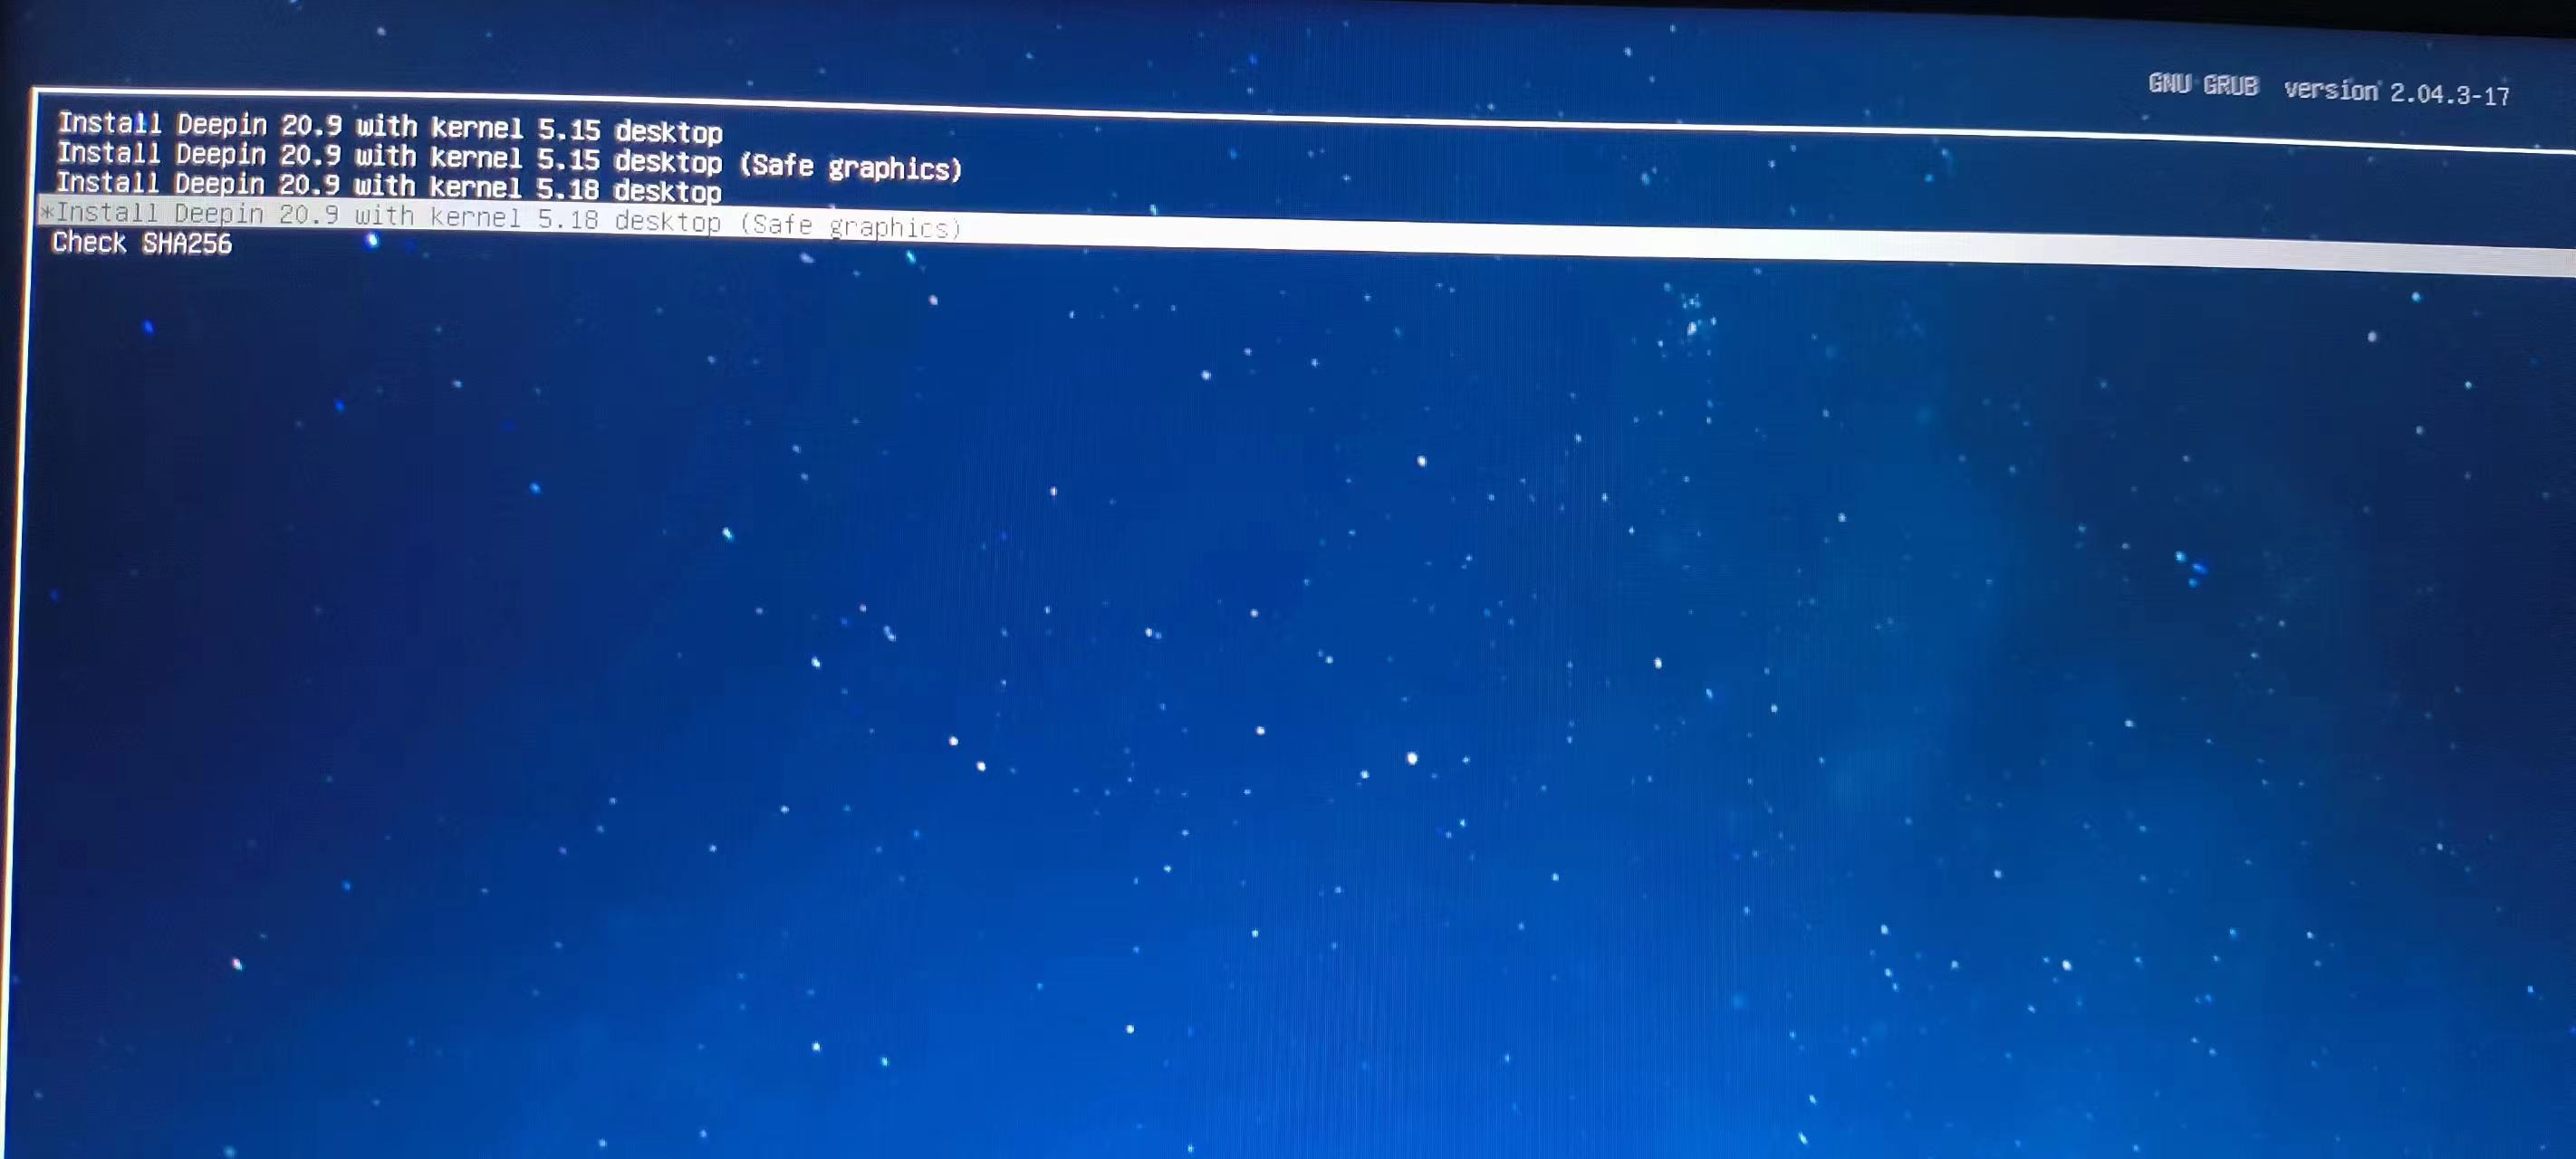 GNU GRUB version 2.04.3-17
Install Deepin 20.9 with kernel 5.15 desktop
Install Deepin 20.9 with kernel 5.15 desktop (Safe graphics)
Install Deepin 20.9 with kernel 5.18 desktop
*Install Deepin 20.9 with kernel 5.18 desktop (Safe graphics)
Check SHA256